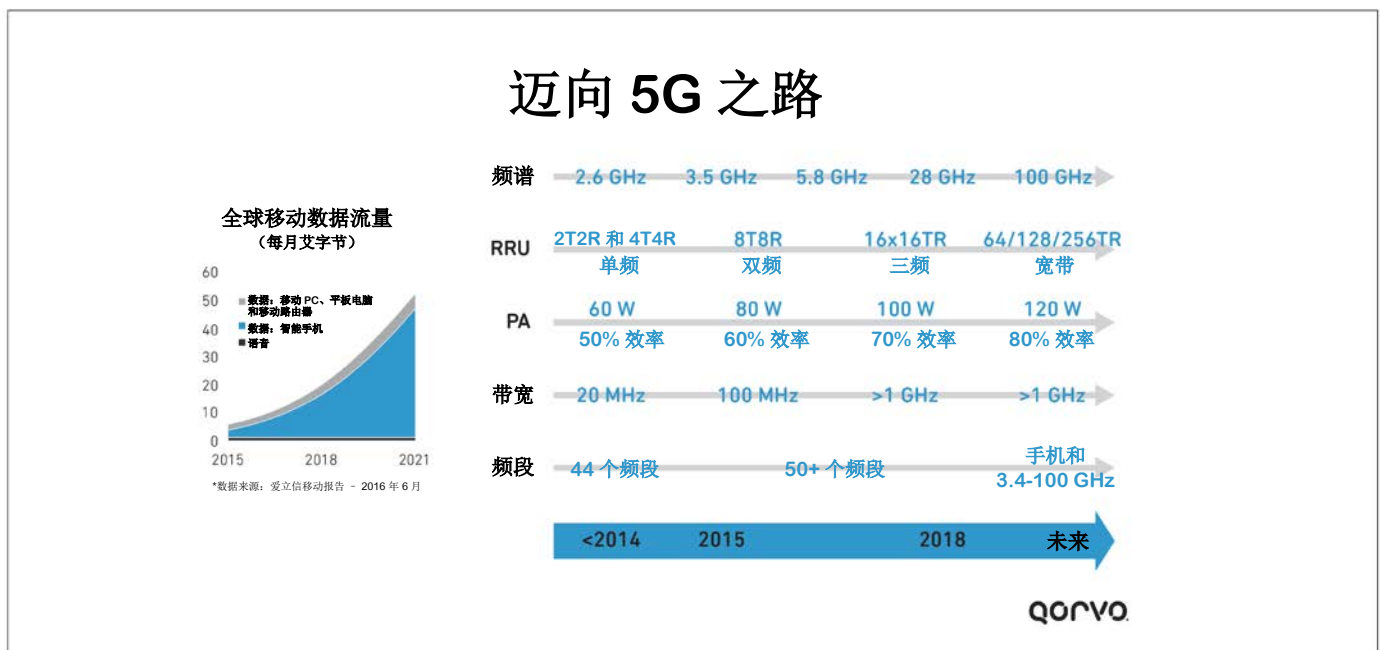 迈向 5G 之路
全球移动数据流量
（每月艾字节）
60
50
40
30
20
10
0
数据：移动 PC、平板电脑
和移动路由器
数据：智能手机
语音
2015 2018 2021
*数据来源：爱立信移动报告 - 2016 年 6 月
频谱 2.6 GHz 3.5 GHz 5.8 GHz 28 GHz 100 GHz
RRU 2T2R 和 4T4R 8T8R 16x16TR 64/128/256TR
单频 双频 三频 宽带
PA 60 W 80 W 100 W 120 W
50% 效率 60% 效率 70% 效率 80% 效率
带宽 20 MHz 100 MHz >1 GHz >1 GHz
频段 44 个频段 50+ 个频段 手机和
3.4-100 GHz
<2014 2015 2018 未来
QORVO